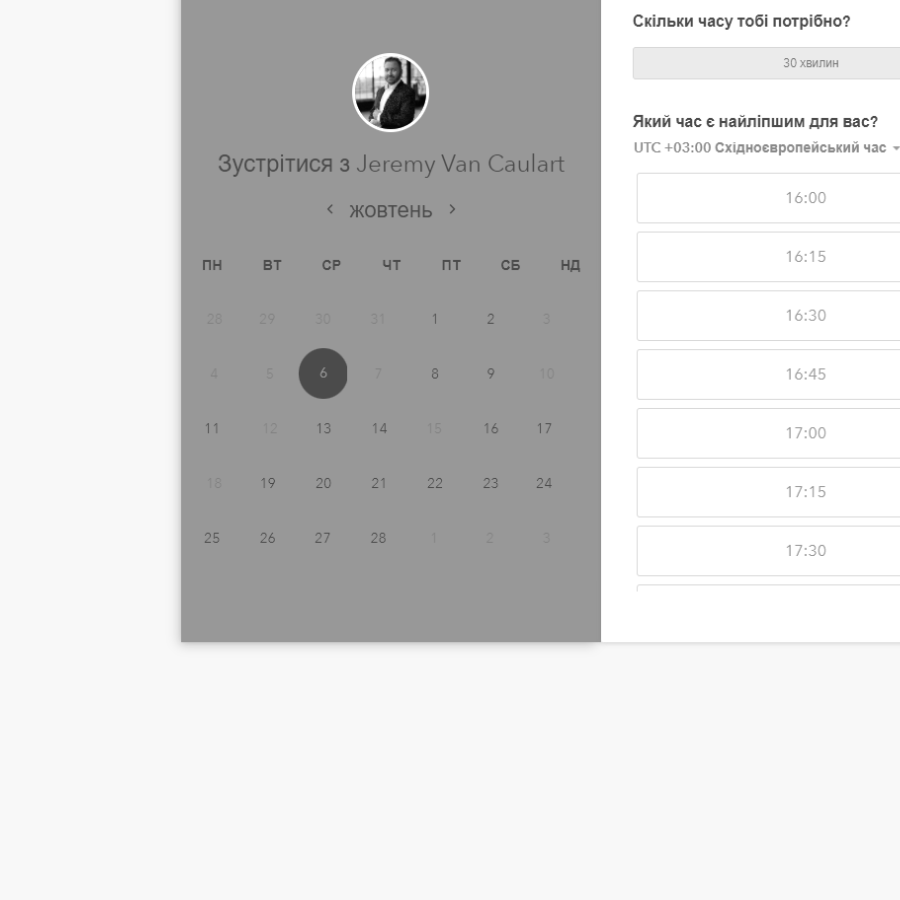 Зустрітися з Jeremy Van Caulart
жовтень
ПН ВТ СР ЧТ ПТ СБ НД
28 29 30 31 1 2 3
4 5 6 7 8 9 10
11 12 13 14 15 16 17
18 19 20 21 22 23 24
25 26 27 28 1 2 3
Скільки часу тобі потрібно?
30 хвилин
Який час є найліпшим для вас?
UTC +03:00 Східноєвропейський час
16:00
16:15
16:30
16:45
17:00
17:15
17:30